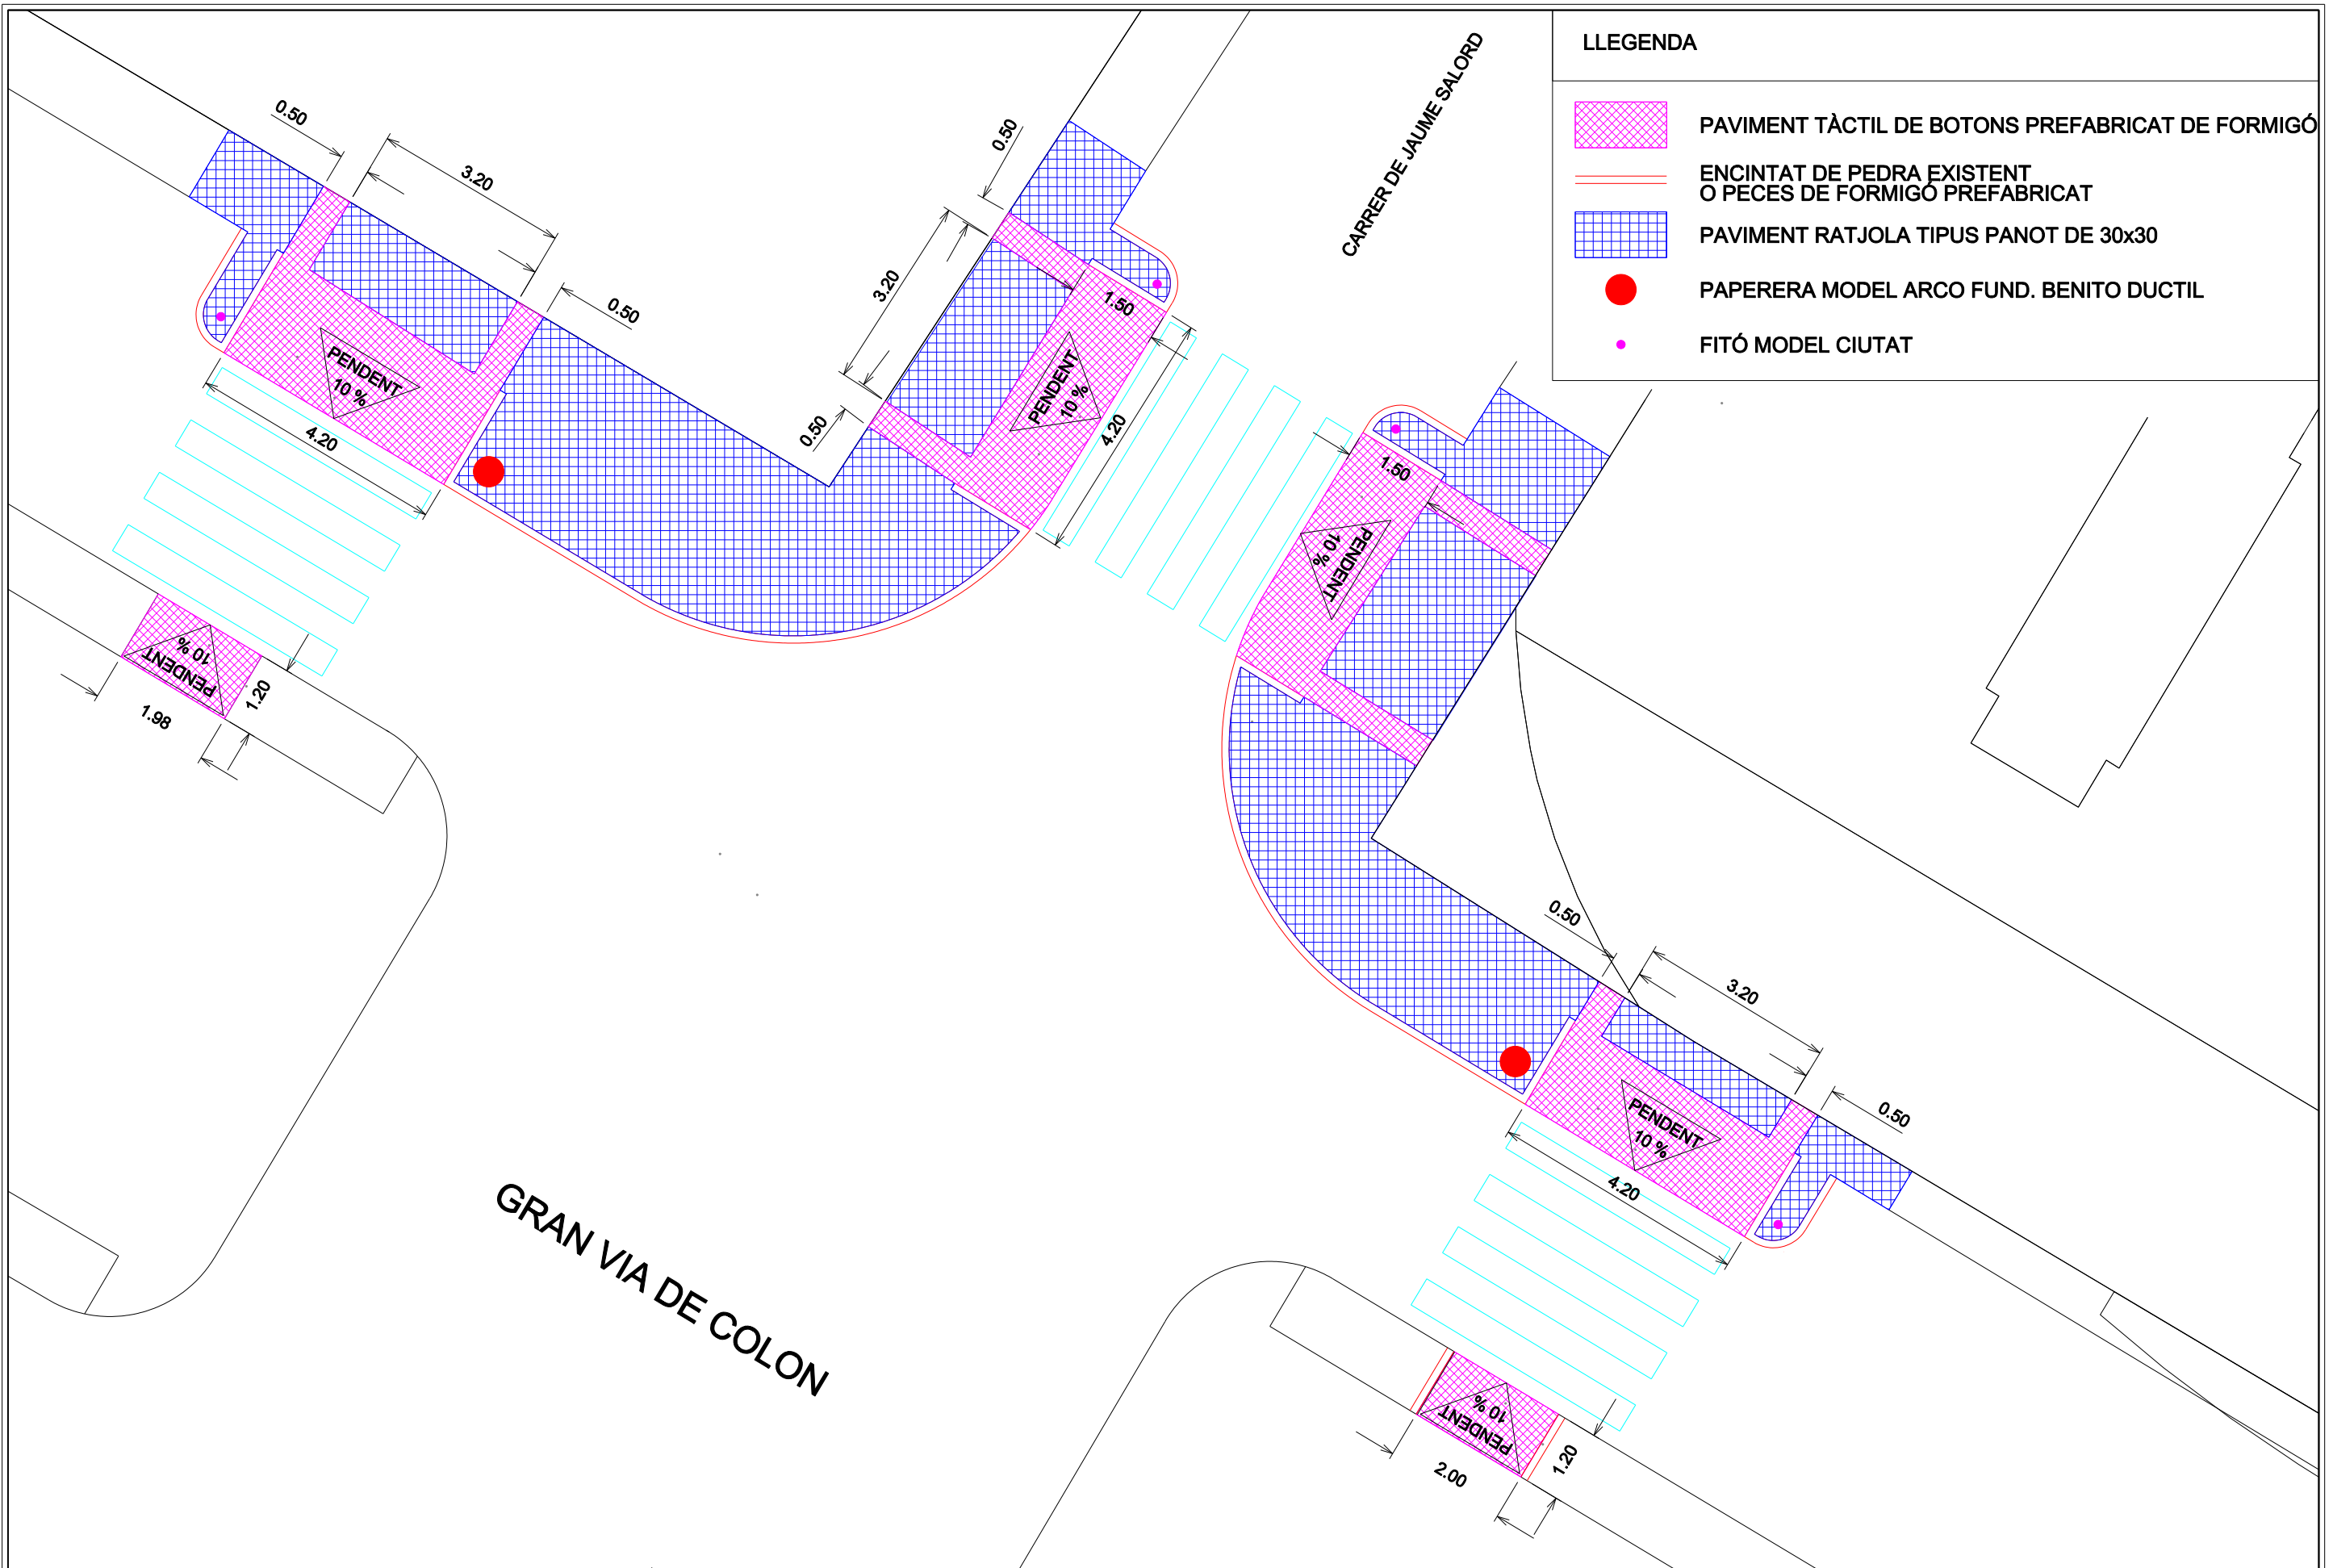 LLEGENDA
PAVIMENT TÀCTIL DE BOTONS PREFABRICAT DE FORMIGÓ
ENCINTAT DE PEDRA EXISTENT
O PECES DE FORMIGÓ PREFABRICAT
PAVIMENT RATJOLA TIPUS PANOT DE 30x30
PAPERERA MODEL ARCO FUND. BENITO DUCTIL
FITÓ MODEL CIUTAT
CARRER DE JAUME SALORD
0.50
3.20
0.50
PENDENT
10 %
4.20
0.50
3.20
1.50
PENDENT
10 %
0.50
4.20
1.50
PENDENT
10 %
PENDENT
10 %
1.98
1.20
0.50
3.20
0.50
PENDENT
10 %
4.20
GRAN VIA DE COLON
PENDENT
10 %
2.00
1.20